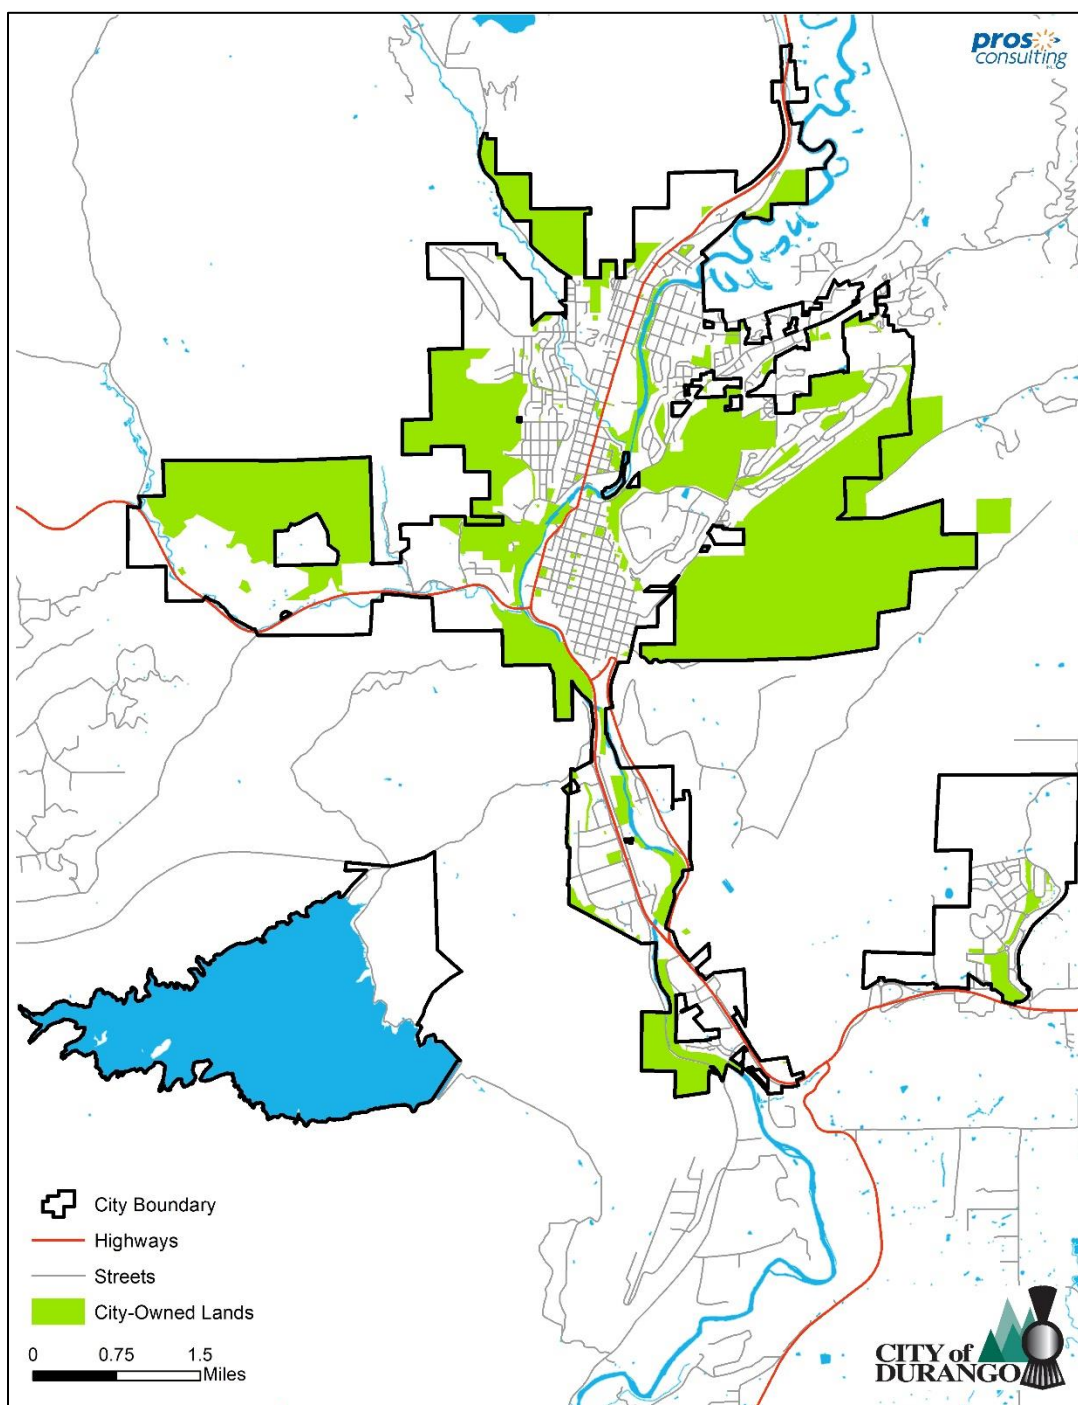 pros
consulting
City Boundary
Highways
Streets
City-Owned Lands
0 0.75 1.5
Miles
CITY of
DURANGO